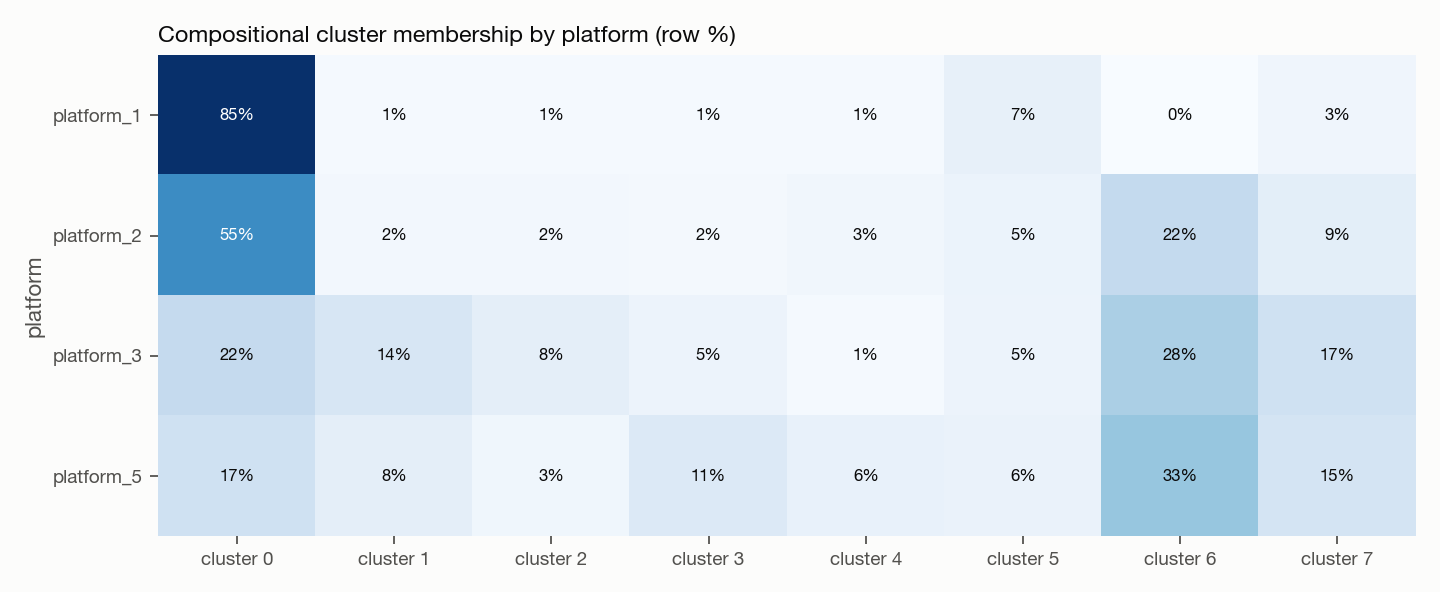 Compositional cluster membership by platform (row %)
platform
platform_1 85% 1% 1% 1% 1% 7% 0% 3%
platform_2 55% 2% 2% 2% 3% 5% 22% 9%
platform_3 22% 14% 8% 5% 1% 5% 28% 17%
platform_5 17% 8% 3% 11% 6% 6% 33% 15%
cluster 0 cluster 1 cluster 2 cluster 3 cluster 4 cluster 5 cluster 6 cluster 7